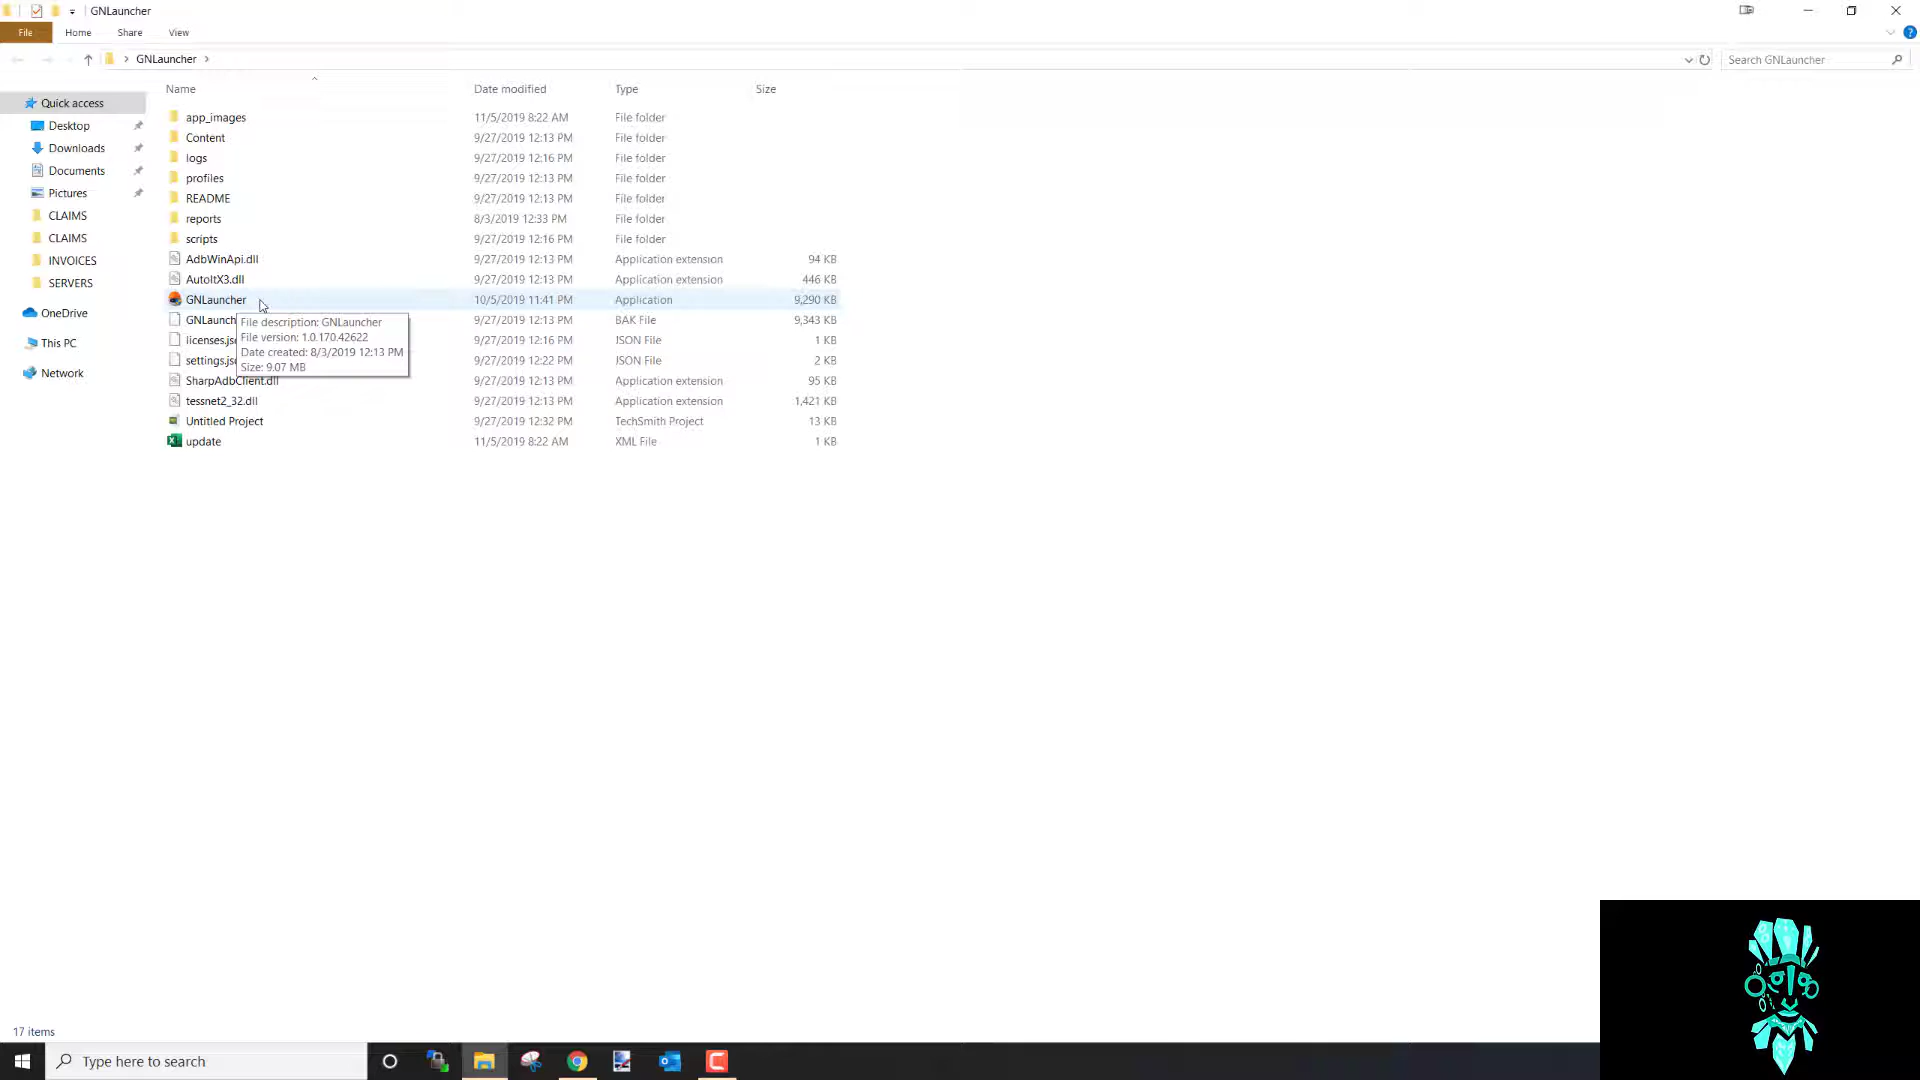 GNLauncher
File Home Share View
GNLauncher
Search GNLauncher
Name Date modified Type Size
Quick access
Desktop
Downloads
Documents
Pictures
CLAIMS
CLAIMS
INVOICES
SERVERS
OneDrive
This PC
Network
app_images 11/5/2019 8:22 AM File folder
Content 9/27/2019 12:13 PM File folder
logs 9/27/2019 12:16 PM File folder
profiles 9/27/2019 12:13 PM File folder
README 9/27/2019 12:13 PM File folder
reports 8/3/2019 12:33 PM File folder
scripts 9/27/2019 12:16 PM File folder
AdbWinApi.dll 9/27/2019 12:13 PM Application extension 94 KB
AutoItX3.dll 9/27/2019 12:13 PM Application extension 446 KB
GNLauncher 10/5/2019 11:41 PM Application 9,290 KB
GNLaunch 9/27/2019 12:13 PM BAK File 9,343 KB
licenses.js 9/27/2019 12:16 PM JSON File 1 KB
settings.js 9/27/2019 12:22 PM JSON File 2 KB
SharpAdbClient.dll 9/27/2019 12:13 PM Application extension 95 KB
tessnet2_32.dll 9/27/2019 12:13 PM Application extension 1,421 KB
Untitled Project 9/27/2019 12:32 PM TechSmith Project 13 KB
update 11/5/2019 8:22 AM XML File 1 KB
File description: GNLauncher
File version: 1.0.170.42622
Date created: 8/3/2019 12:13 PM
Size: 9.07 MB
17 items
Type here to search